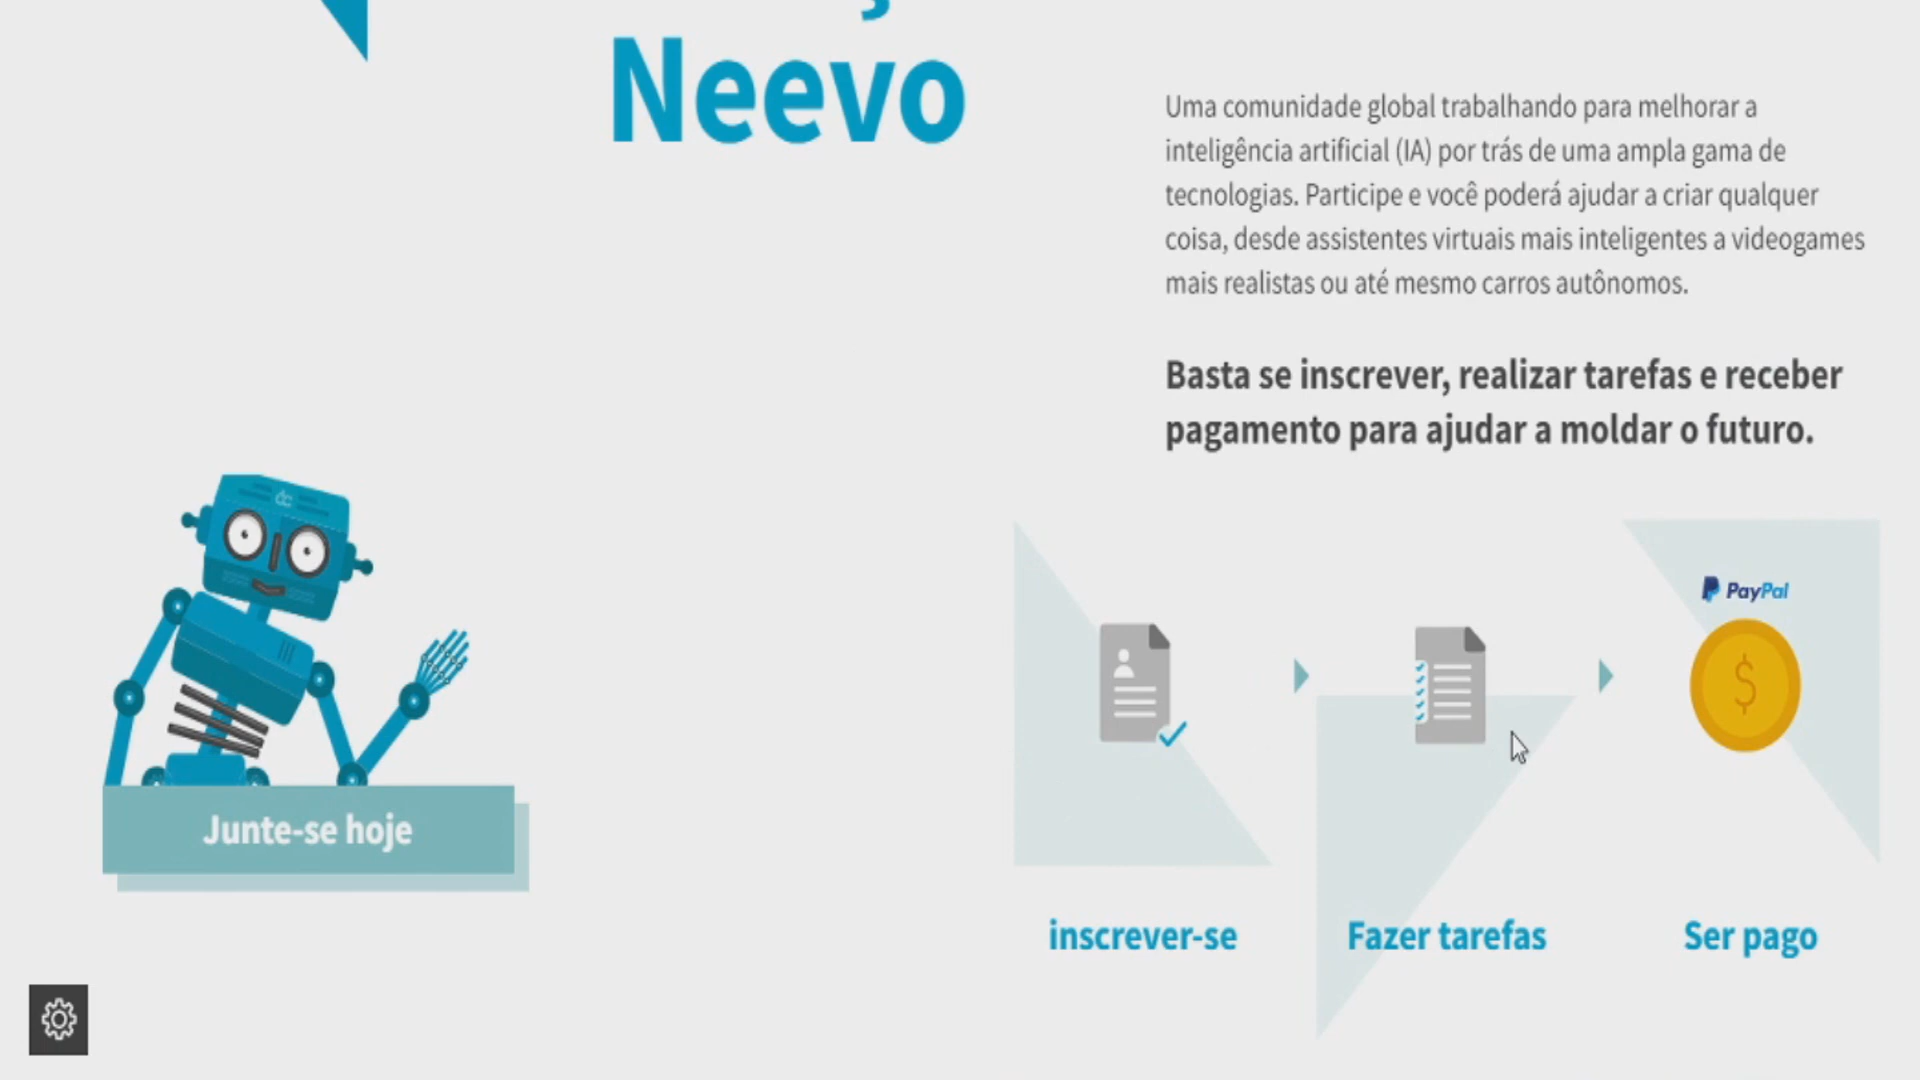 Neevo
Uma comunidade global trabalhando para melhorar a
inteligência artificial (IA) por trás de uma ampla gama de
tecnologias. Participe e você poderá ajudar a criar qualquer
coisa, desde assistentes virtuais mais inteligentes a videogames
mais realistas ou até mesmo carros autônomos.
Basta se inscrever, realizar tarefas e receber
pagamento para ajudar a moldar o futuro.
PayPal
$
Junte-se hoje
inscrever-se
Fazer tarefas
Ser pago